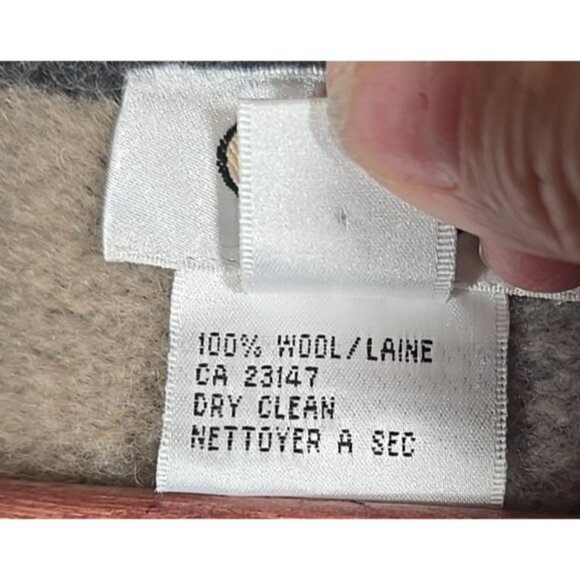 100% WOOL/LAINE
CA 23147
DRY CLEAN
NETTOYER A SEC